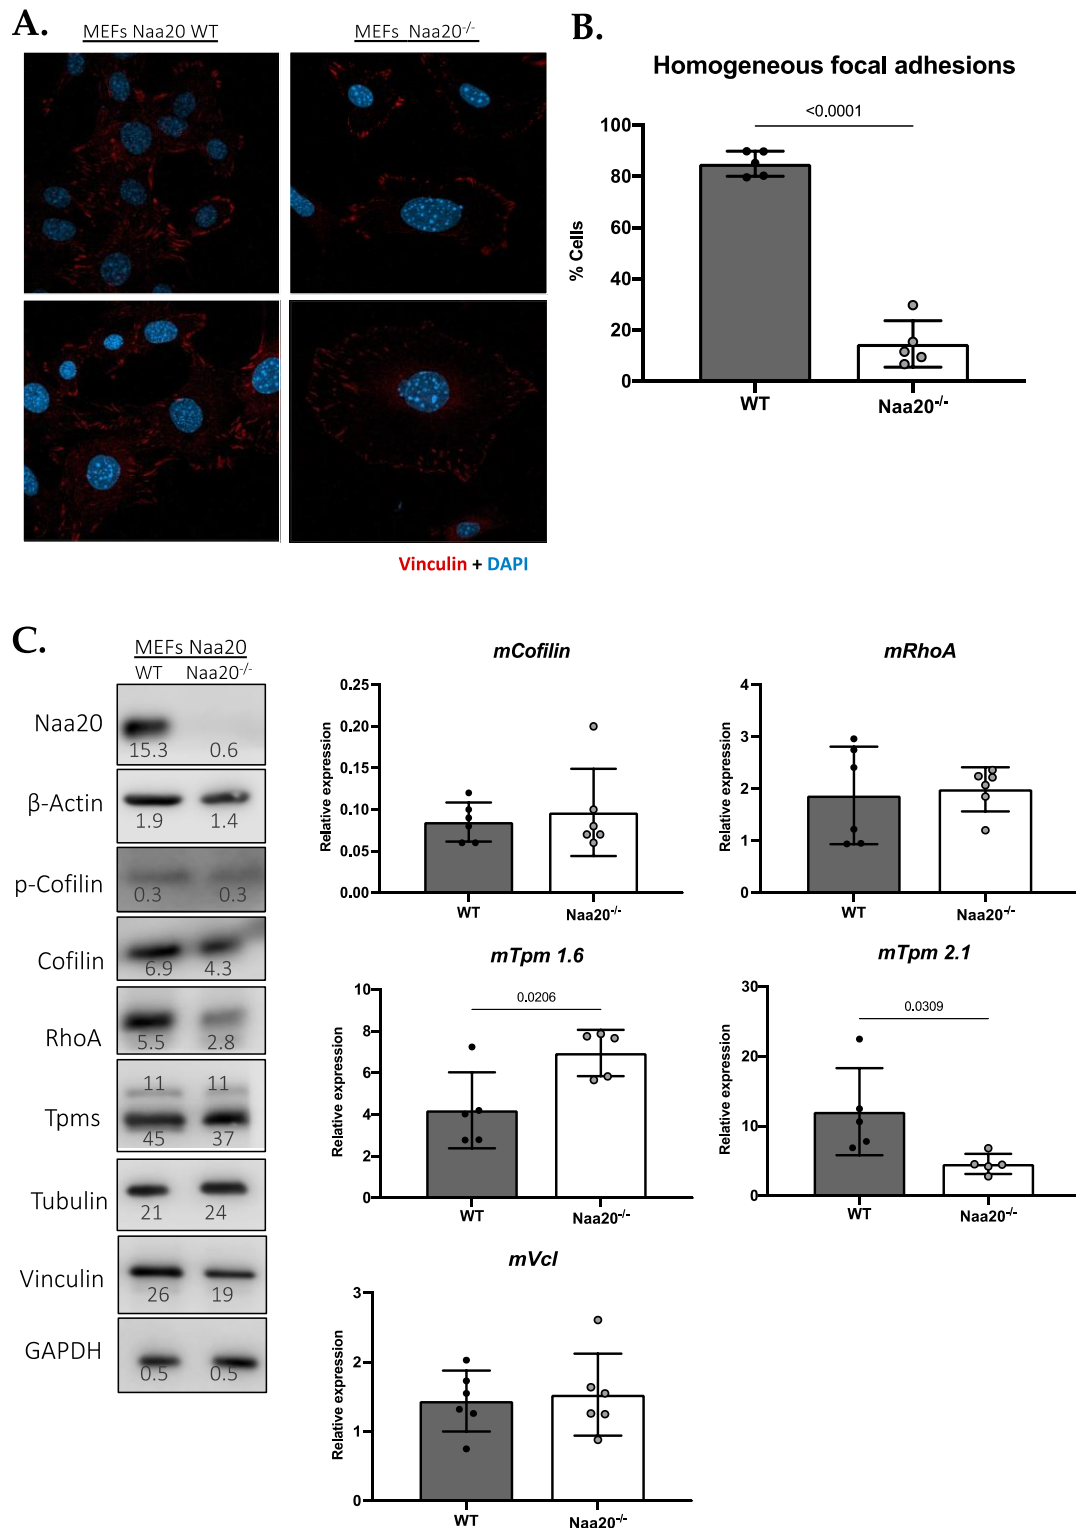 A.
MEFs Naa20 WT
MEFs Naa20-/-
Vinculin + DAPI
B.
Homogeneous focal adhesions
<0.0001
100
80
60
40
20
0
% Cells
WT
Naa20-/-
C.
MEFs Naa20
WT Naa20-/-
Naa20
15.3 0.6
β-Actin
1.9 1.4
p-Cofilin
0.3 0.3
Cofilin
6.9 4.3
RhoA
5.5 2.8
Tpms
11 11
45 37
Tubulin
21 24
Vinculin
26 19
GAPDH
0.5 0.5
mCofilin
0.25
0.20
0.15
0.10
0.05
0.00
Relative expression
WT
Naa20-/-
mRhoA
4
3
2
1
0
Relative expression
WT
Naa20-/-
mTpm 1.6
0.0206
10
8
6
4
2
0
Relative expression
WT
Naa20-/-
mTpm 2.1
0.0309
30
20
10
0
Relative expression
WT
Naa20-/-
mVcl
3
2
1
0
Relative expression
WT
Naa20-/-